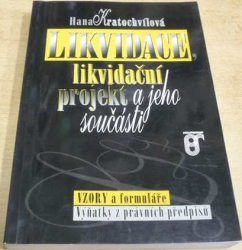 Hana Kratochvílová
LIKVIDACE,
likvidační
projekt a jeho
součásti
VZORY a formuláře
Výňatky z právních předpisů